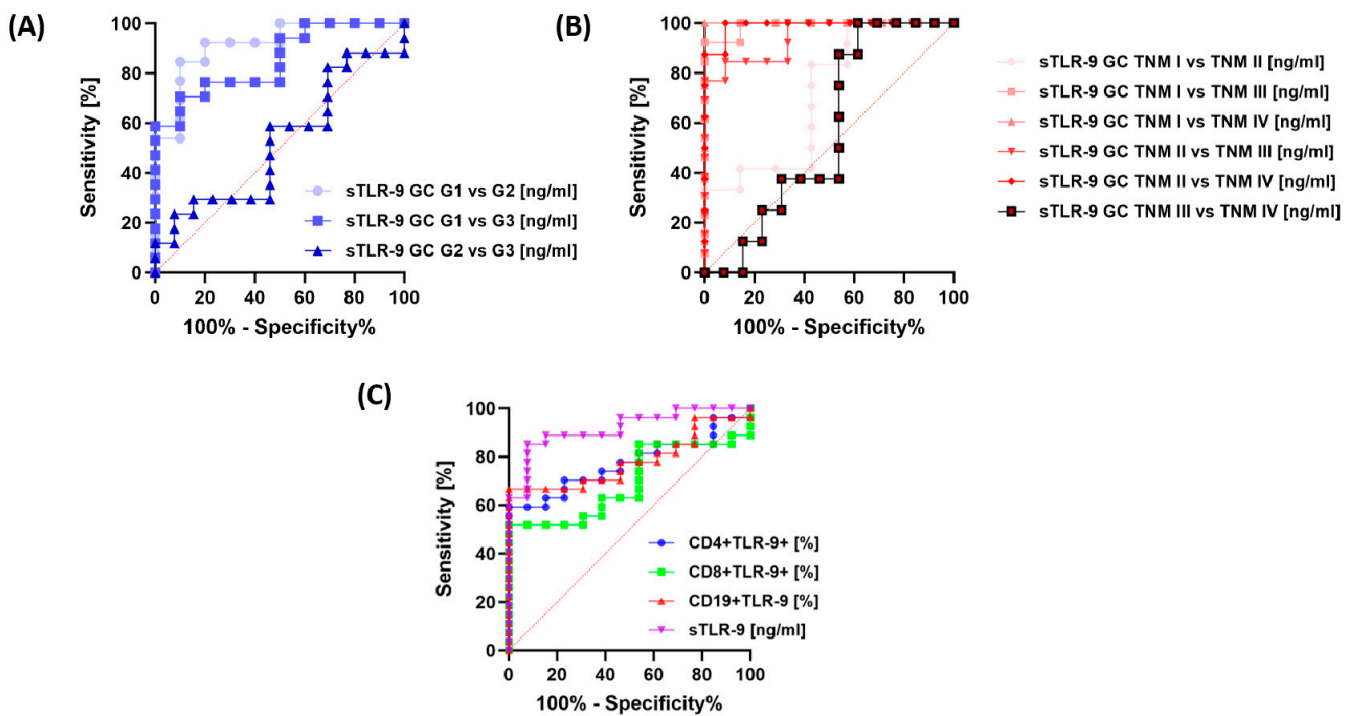 (A)
100
80
60
40
20
0
Sensitivity [%]
0 20 40 60 80 100
100% - Specificity%
sTLR-9 GC G1 vs G2 [ng/ml]
sTLR-9 GC G1 vs G3 [ng/ml]
sTLR-9 GC G2 vs G3 [ng/ml]
(B)
100
80
60
40
20
0
Sensitivity [%]
0 20 40 60 80 100
100% - Specificity%
sTLR-9 GC TNM I vs TNM II [ng/ml]
sTLR-9 GC TNM I vs TNM III [ng/ml]
sTLR-9 GC TNM I vs TNM IV [ng/ml]
sTLR-9 GC TNM II vs TNM III [ng/ml]
sTLR-9 GC TNM II vs TNM IV [ng/ml]
sTLR-9 GC TNM III vs TNM IV [ng/ml]
(C)
100
80
60
40
20
0
Sensitivity [%]
0 20 40 60 80 100
100% - Specificity%
CD4+TLR-9+ [%]
CD8+TLR-9+ [%]
CD19+TLR-9 [%]
sTLR-9 [ng/ml]